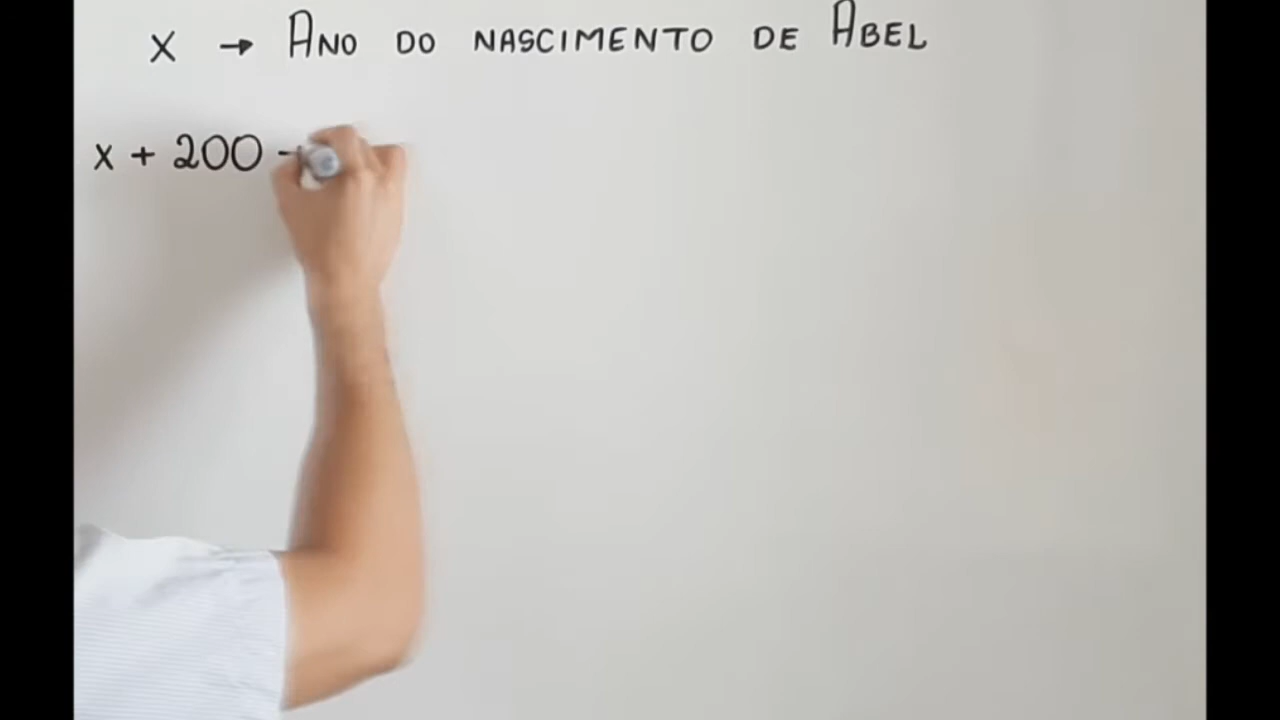 x → ANO DO NASCIMENTO DE ABEL
x + 200 -